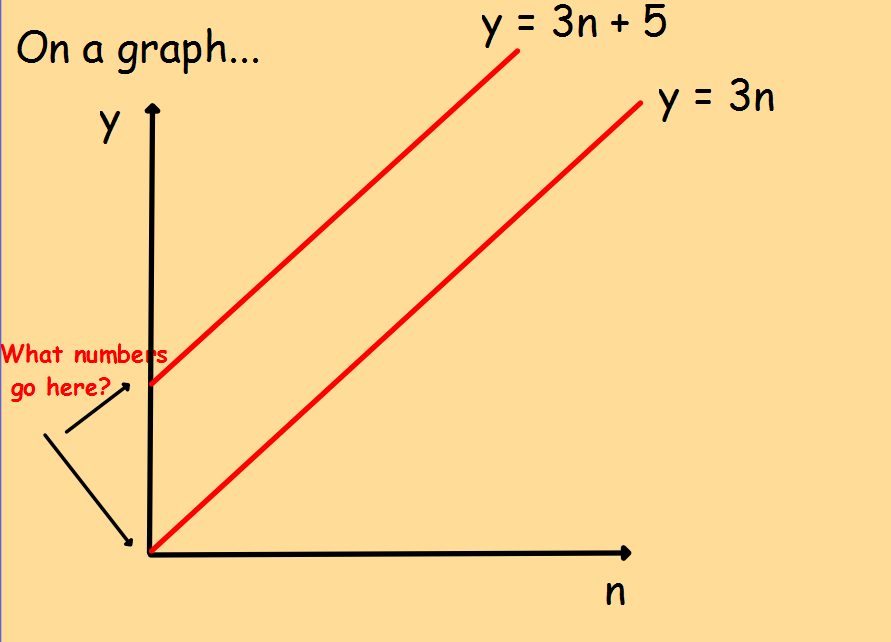 y = 3n + 5
On a graph...
y = 3n
y
What numbers
go here?
n